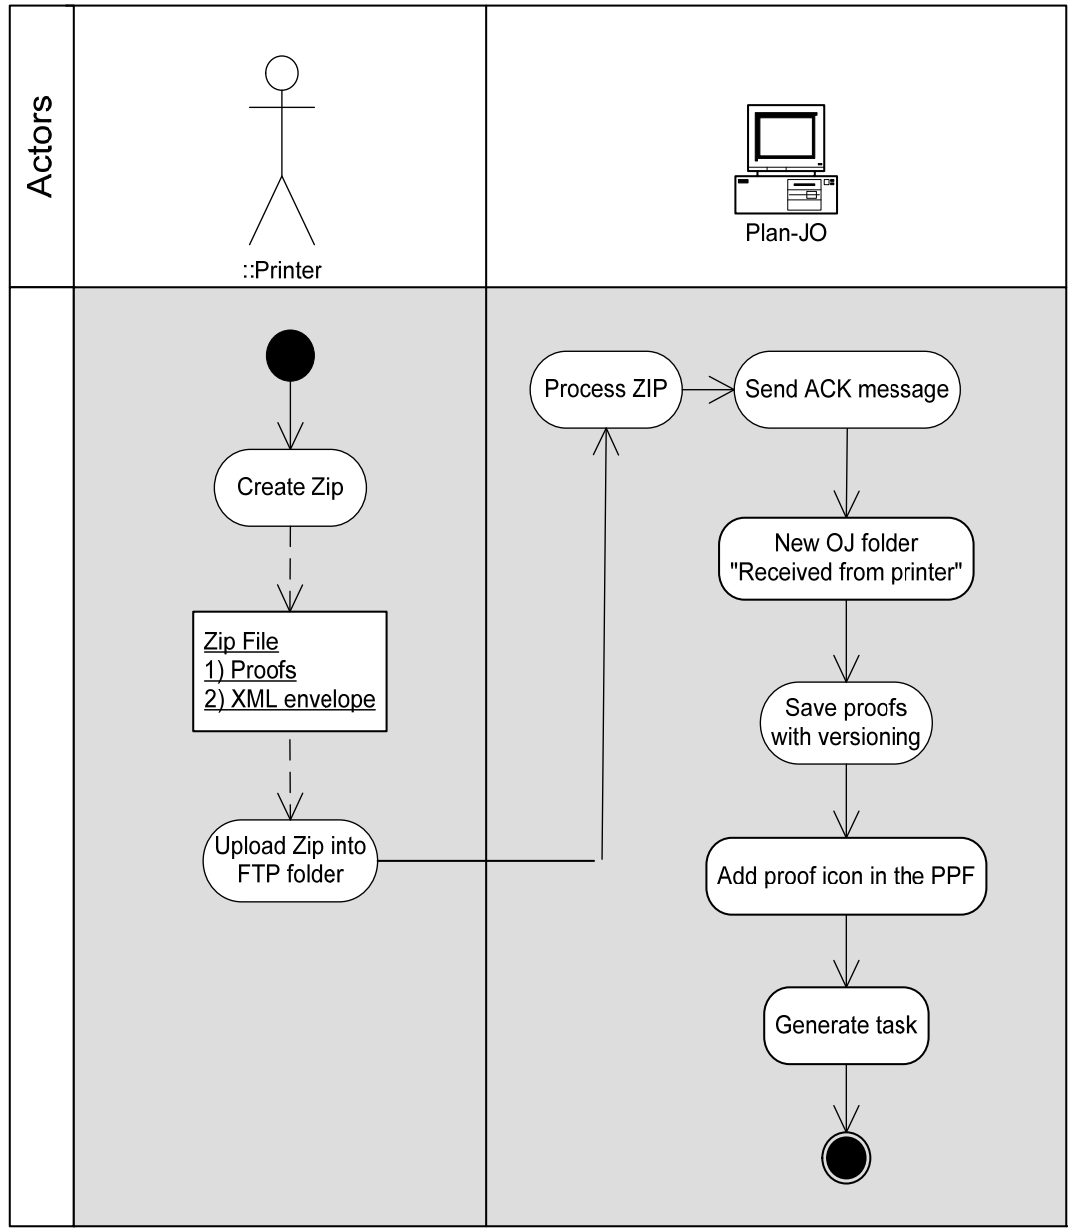 Actors
::Printer
Plan-JO
Create Zip
Zip File
1) Proofs
2) XML envelope
Upload Zip into
FTP folder
Process ZIP
Send ACK message
New OJ folder
"Received from printer"
Save proofs
with versioning
Add proof icon in the PPF
Generate task